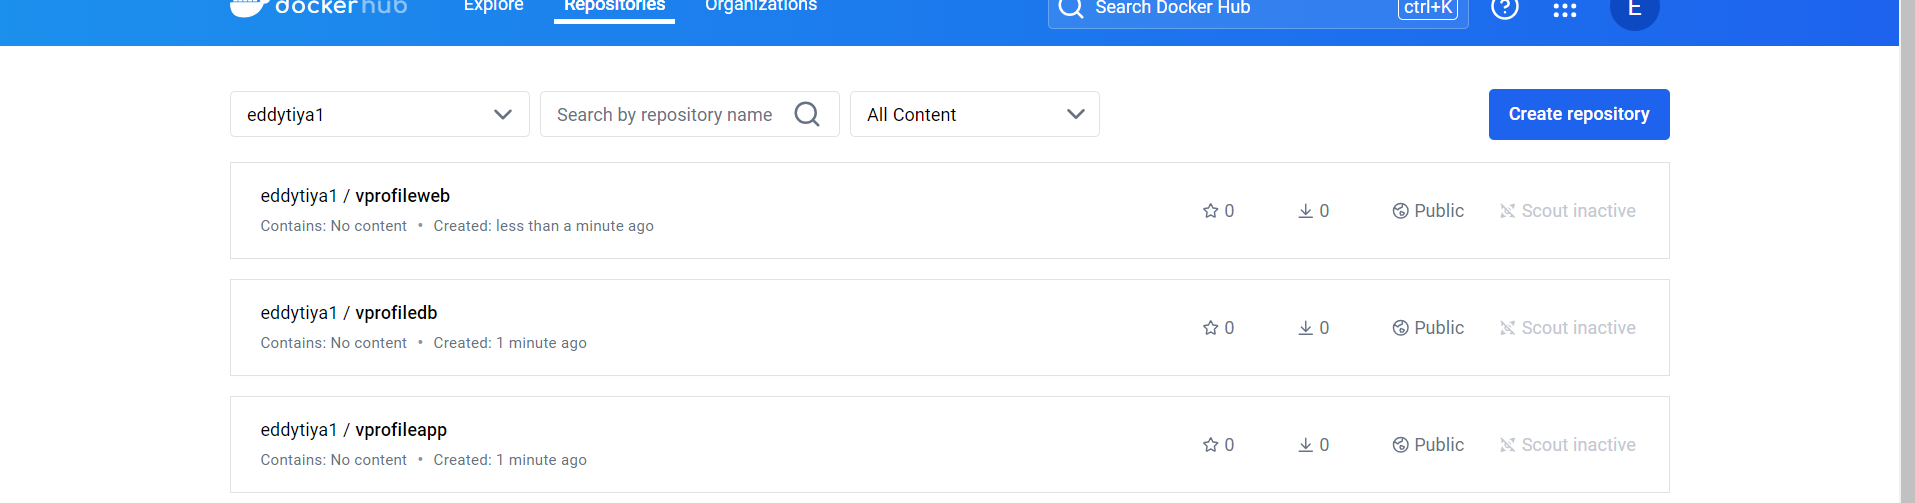 dockerhub Explore Repositories Organizations Search Docker Hub ctrl+K ? E
eddytiya1 Search by repository name All Content Create repository
eddytiya1 / vprofileweb
Contains: No content • Created: less than a minute ago
0 0 Public Scout inactive
eddytiya1 / vprofiledb
Contains: No content • Created: 1 minute ago
0 0 Public Scout inactive
eddytiya1 / vprofileapp
Contains: No content • Created: 1 minute ago
0 0 Public Scout inactive